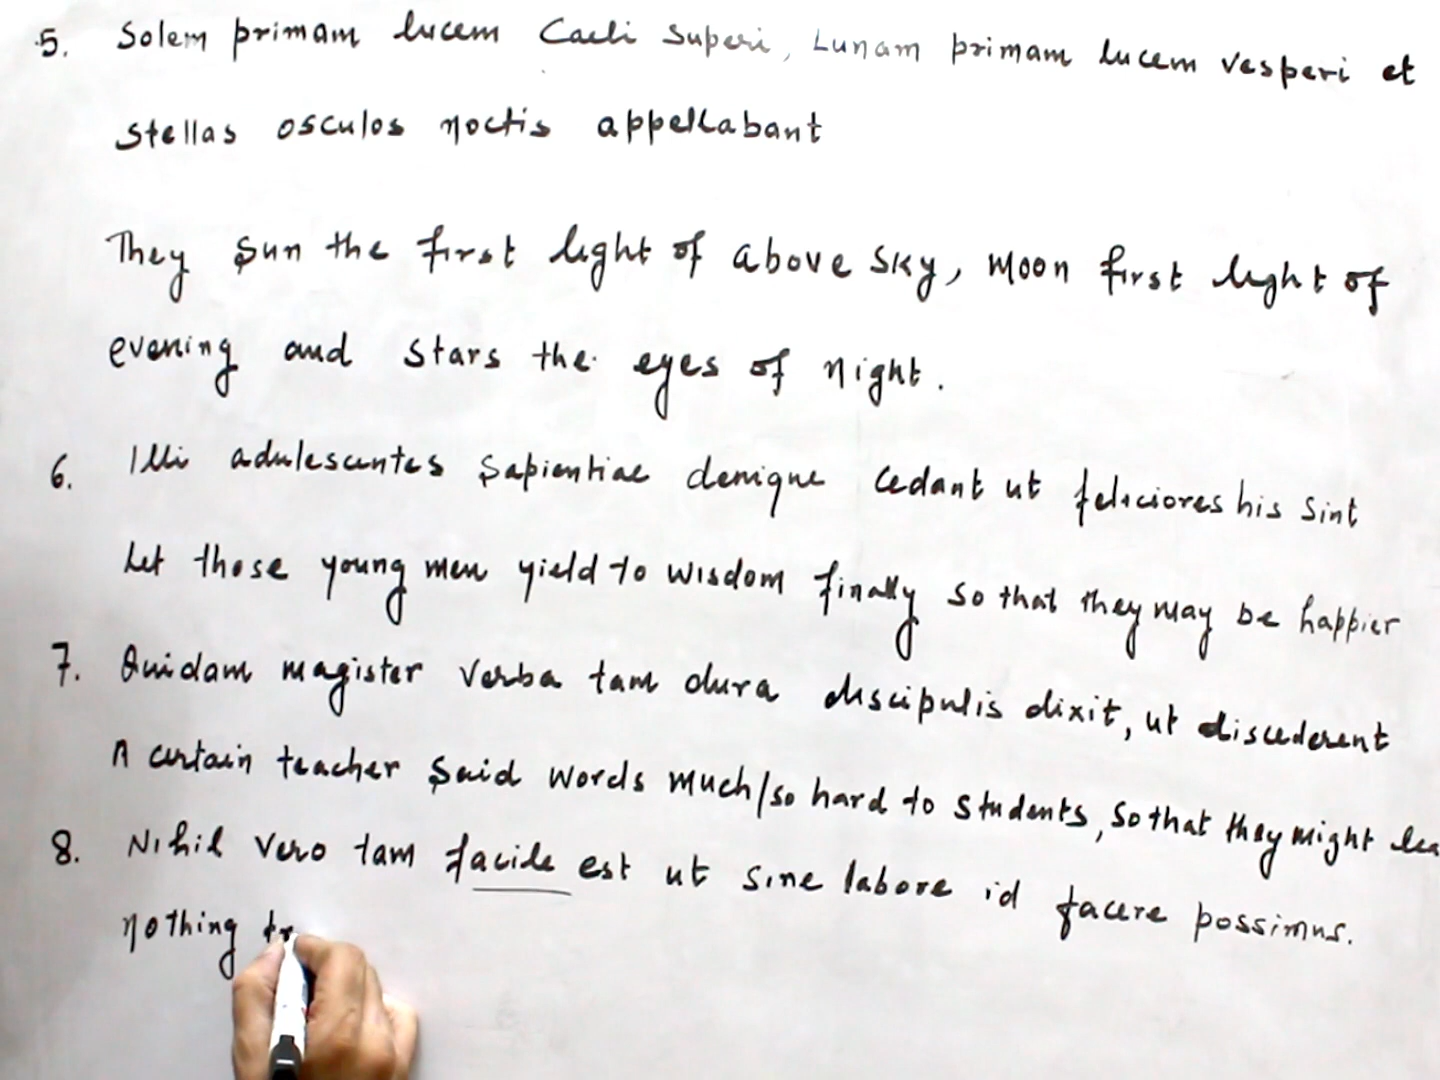 5. Solem primam lucem Caeli Superi, Lunam primam lucem vesperi et
stellas osculos noctis appellabant
They sun the first light of above sky, moon first light of
evening and stars the eyes of night.
6. Illi adulescentes sapientiae denique cedant ut feliciores his sint
Let those young men yield to wisdom finally so that they may be happier
7. Quidam magister verba tam dura discipulis dixit, ut discederent
A certain teacher said words much/so hard to students, so that they might lea
8. Nihil vero tam facile est ut sine labore id facere possimus.
nothing tr